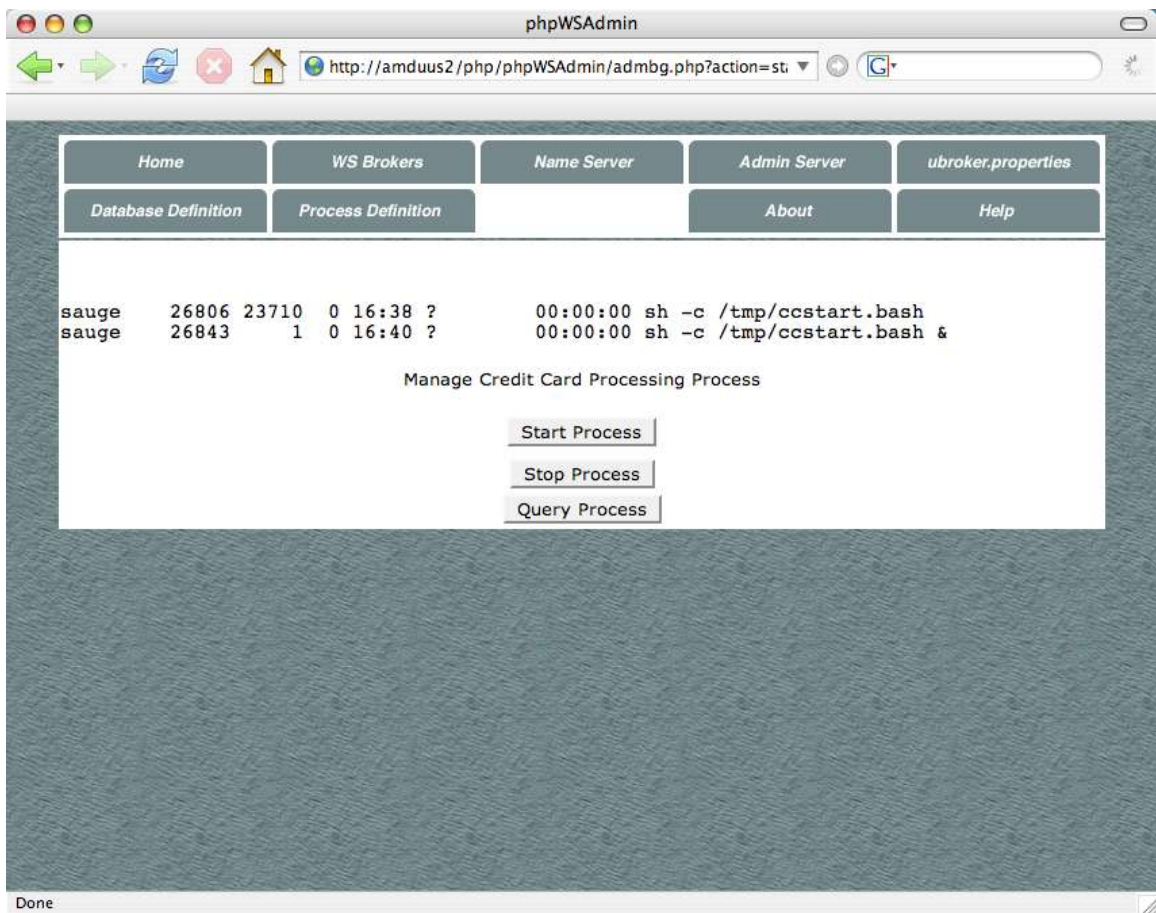 phpWSAdmin
http://amduus2/php/phpWSAdmin/admbg.php?action=sta
G
Home WS Brokers Name Server Admin Server ubroker.properties
Database Definition Process Definition About Help
sauge 26806 23710 0 16:38 ? 00:00:00 sh -c /tmp/ccstart.bash
sauge 26843 1 0 16:40 ? 00:00:00 sh -c /tmp/ccstart.bash &
Manage Credit Card Processing Process
Start Process
Stop Process
Query Process
Done